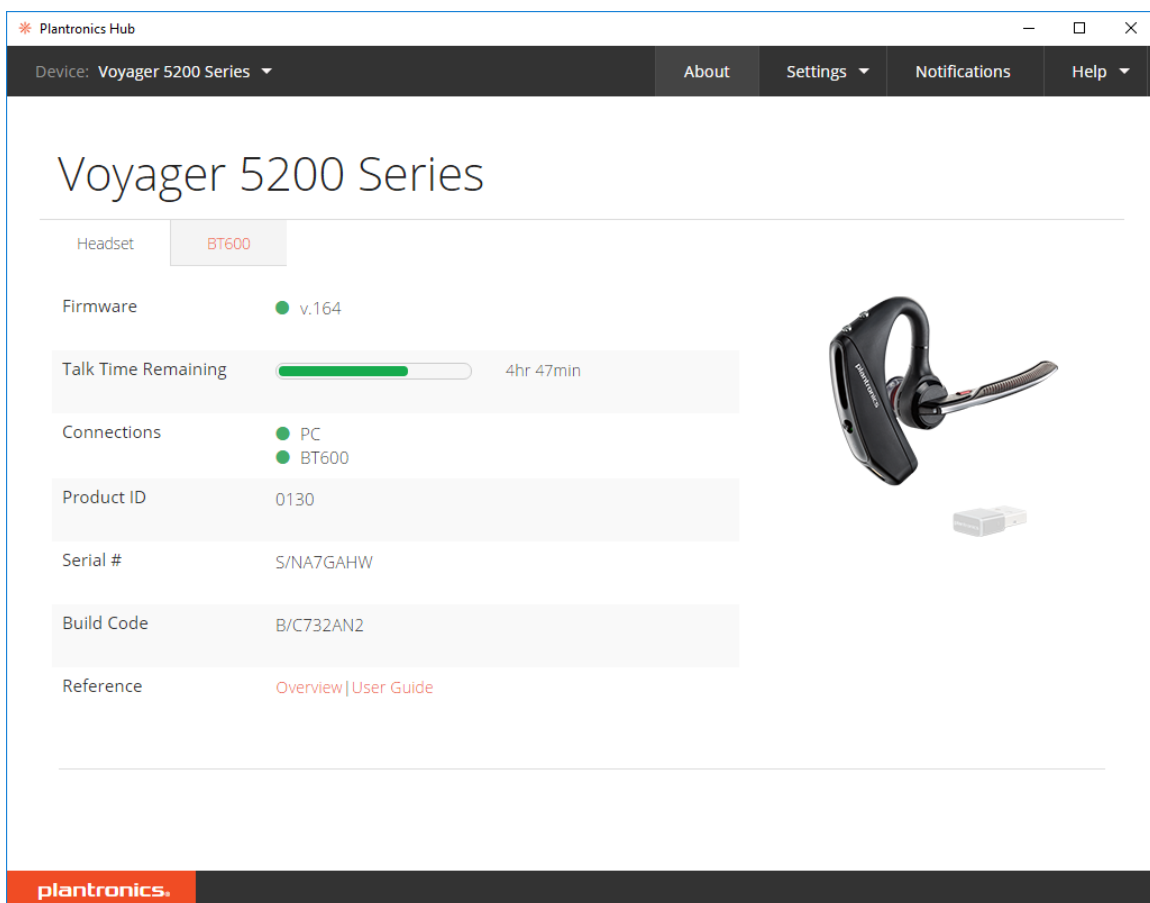 Plantronics Hub
Device: Voyager 5200 Series About Settings Notifications Help
Voyager 5200 Series
Headset BT600
Firmware v.164
Talk Time Remaining 4hr 47min
Connections PC
BT600
Product ID 0130
Serial # S/NA7GAHW
Build Code B/C732AN2
Reference Overview|User Guide
plantronics
plantronics.